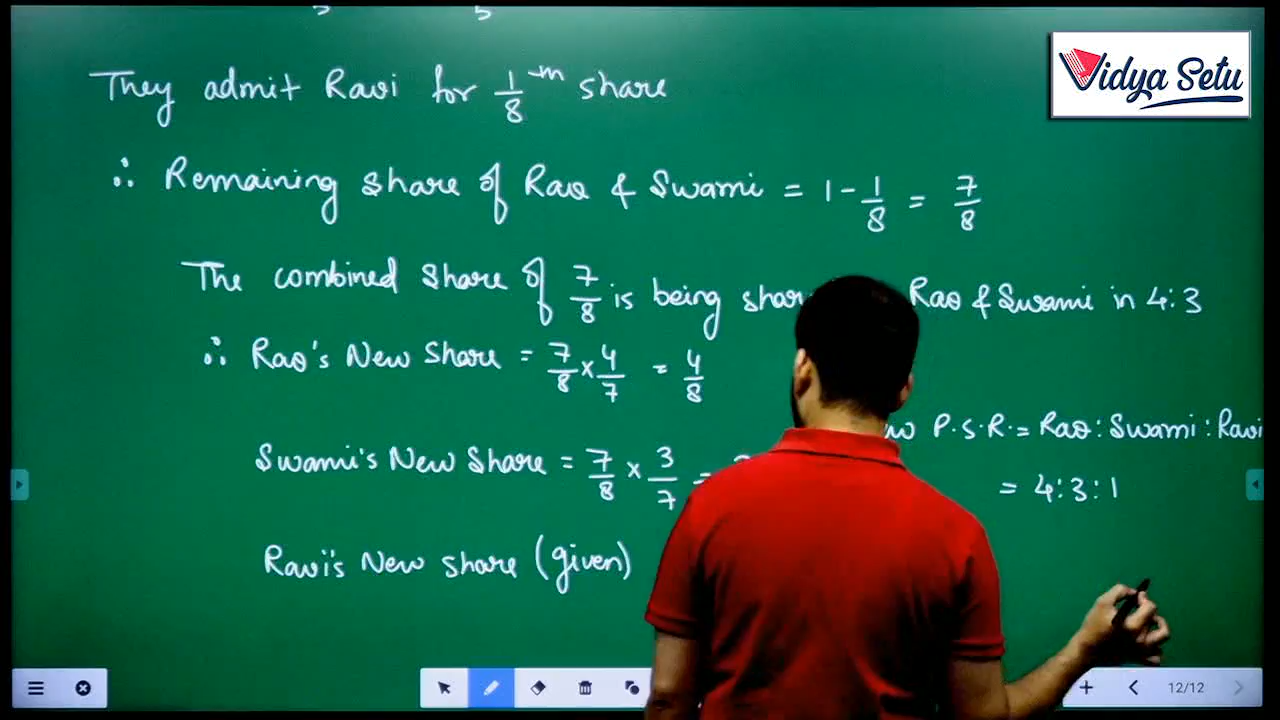 Vidya Setu
They admit Ravi for 1/8 th share
∴ Remaining share of Rao & Swami = 1 - 1/8 = 7/8
The combined share of 7/8 is being Rao & Swami in 4:3
∴ Rao's New Share = 7/8 × 4/7 = 4/8
P.S.R. = Rao : Swami : Ravi
Swami's New Share = 7/8 × 3/7 =
= 4:3:1
Ravi's New share (given)
12/12